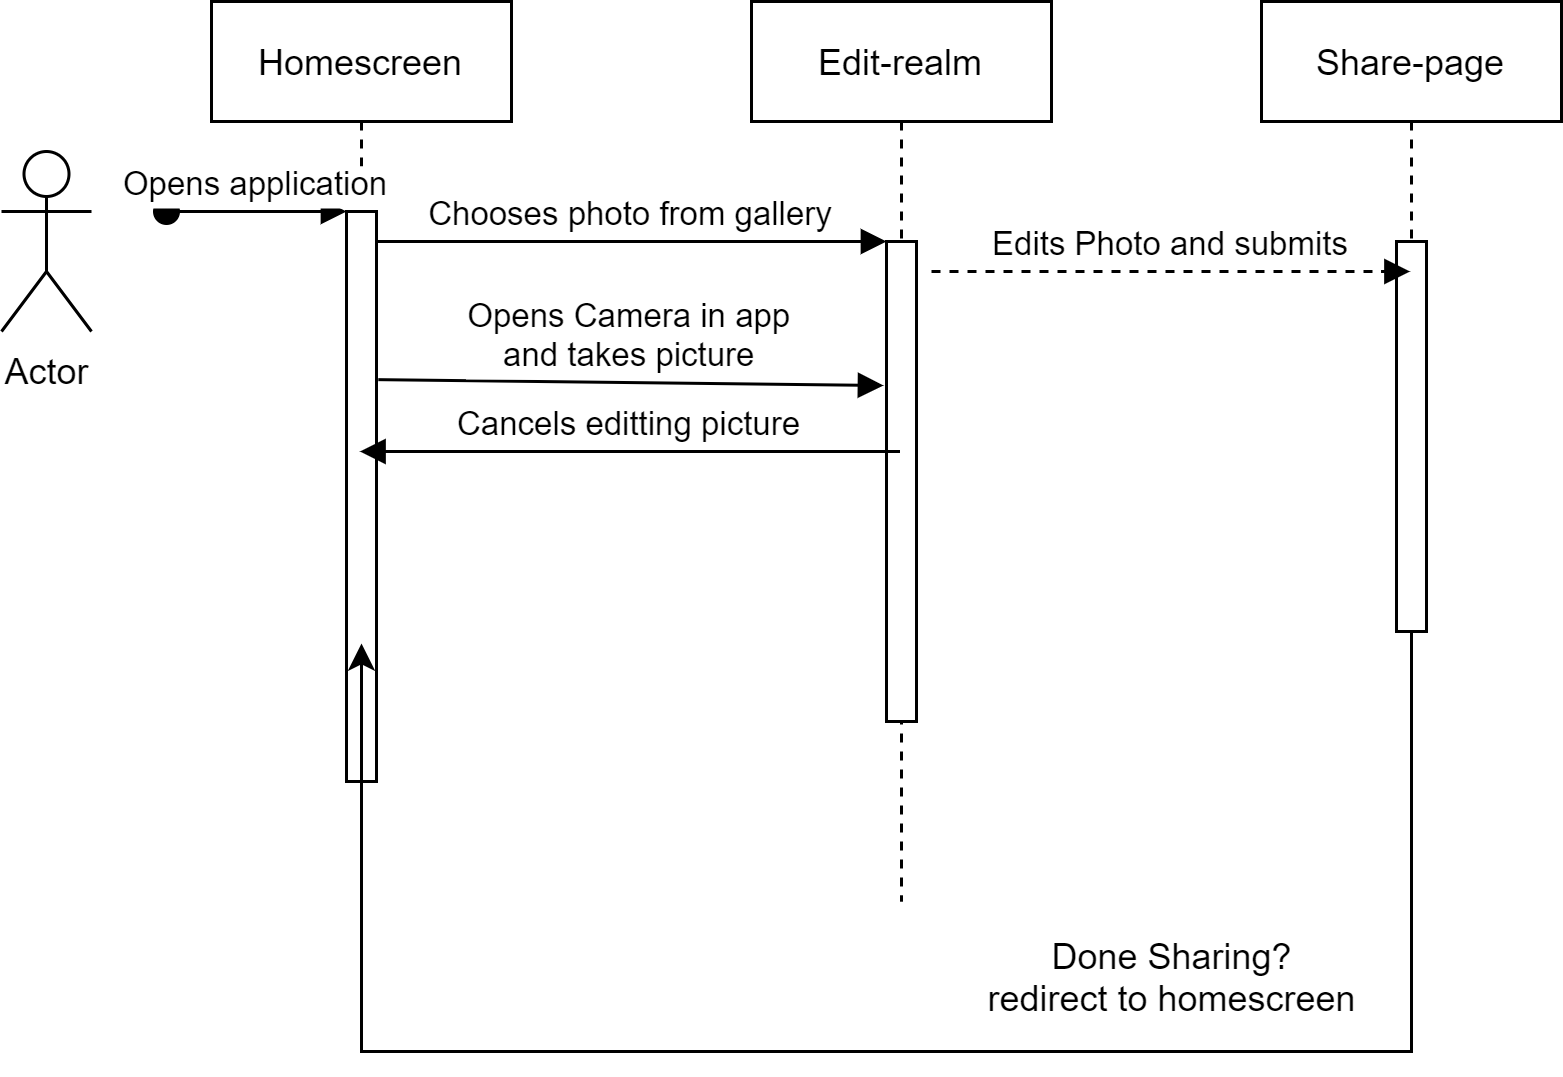 Homescreen
Edit-realm
Share-page
Opens application
Chooses photo from gallery
Edits Photo and submits
Opens Camera in app
and takes picture
Actor
Cancels editting picture
Done Sharing?
redirect to homescreen